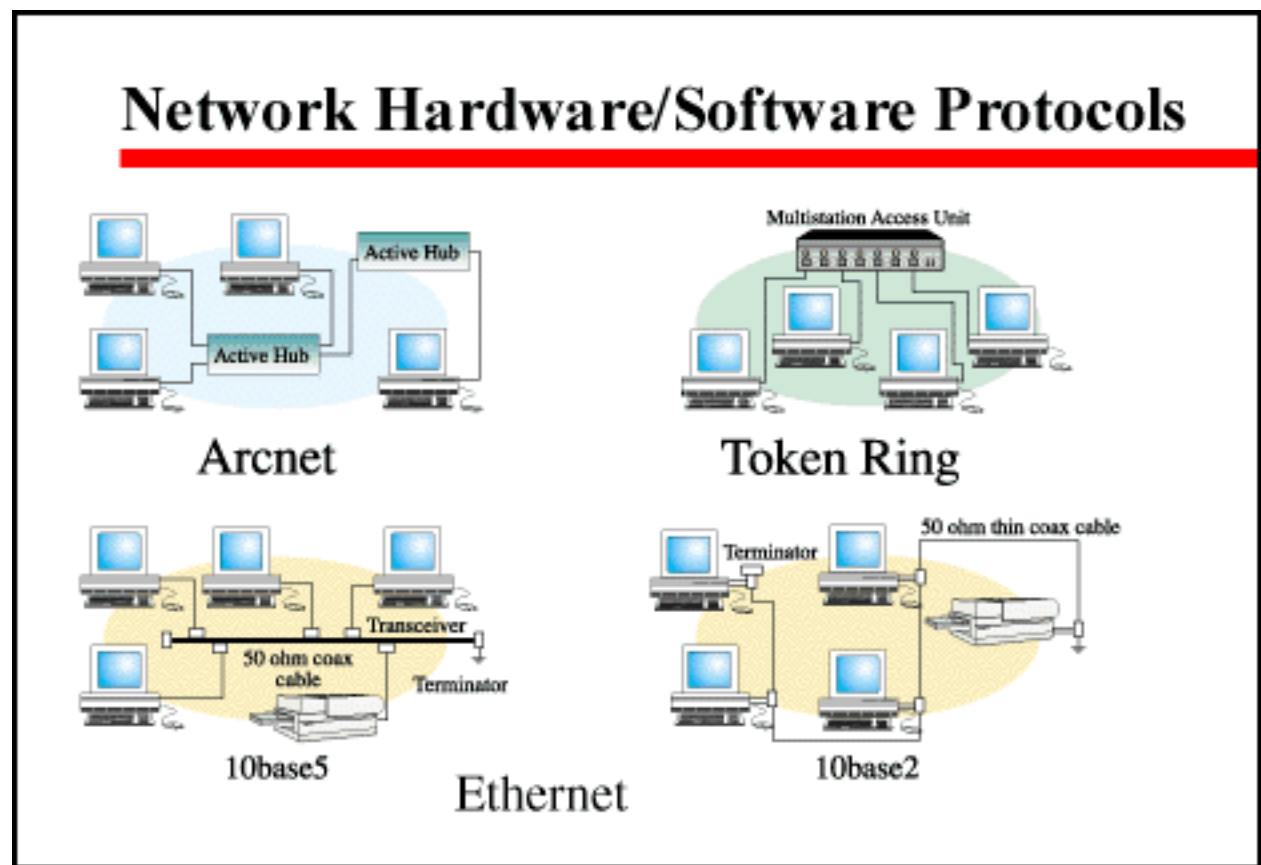 Network Hardware/Software Protocols
Active Hub
Active Hub
Arcnet
Multistation Access Unit
Token Ring
Transceiver
50 ohm coax
cable
Terminator
10base5
50 ohm thin coax cable
Terminator
10base2
Ethernet